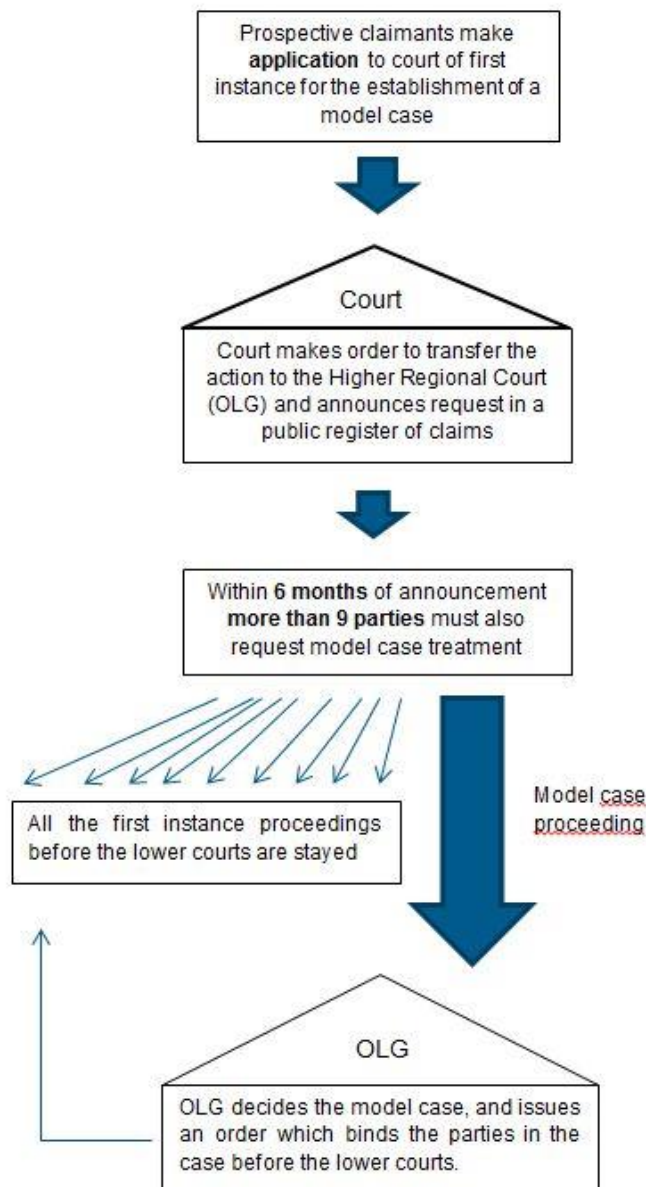 Prospective claimants make
application to court of first
instance for the establishment of a
model case
Court
Court makes order to transfer the
action to the Higher Regional Court
(OLG) and announces request in a
public register of claims
Within 6 months of announcement
more than 9 parties must also
request model case treatment
Model case
proceeding
All the first instance proceedings
before the lower courts are stayed
OLG
OLG decides the model case, and issues
an order which binds the parties in the
case before the lower courts.